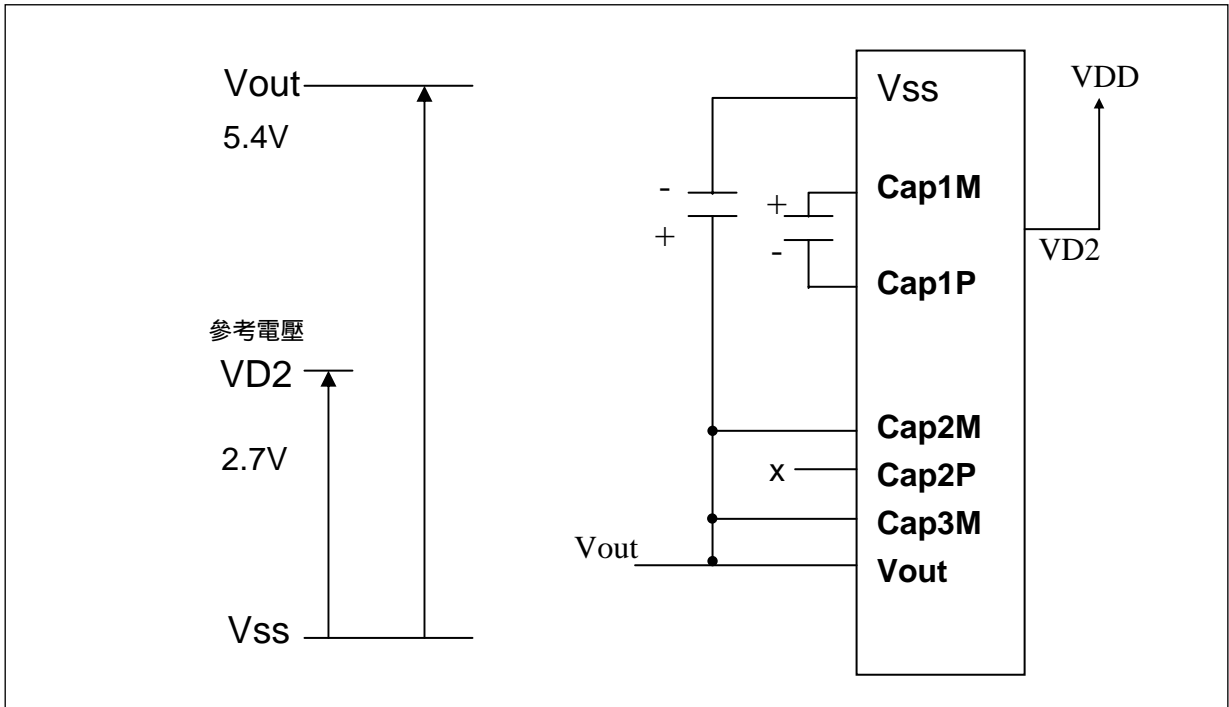 Vout
5.4V
參考電壓
VD2
2.7V
Vss
Vss
VDD
-
+
+
-
Cap1M
Cap1P
VD2
Cap2M
x
Cap2P
Cap3M
Vout
Vout